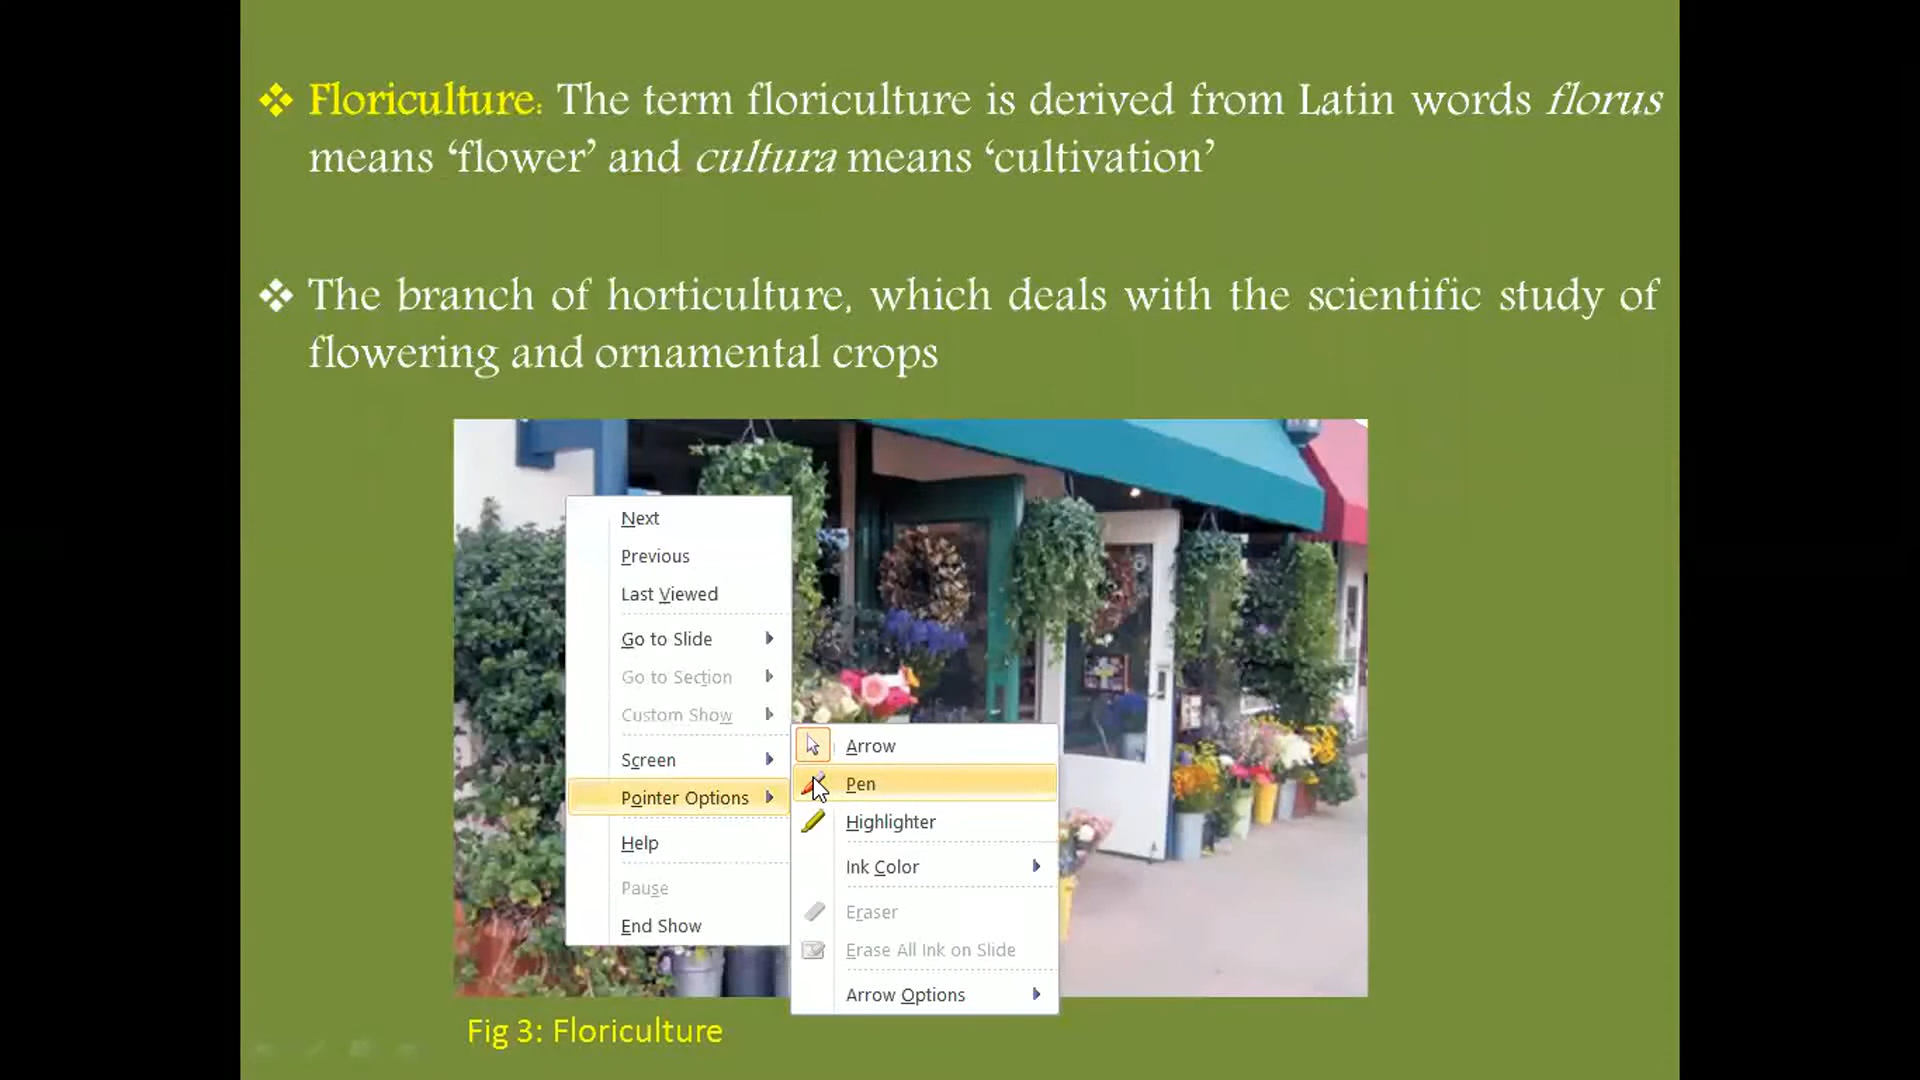 Floriculture: The term floriculture is derived from Latin words florus
means ‘flower’ and cultura means ‘cultivation’
The branch of horticulture, which deals with the scientific study of
flowering and ornamental crops
Next
Previous
Last Viewed
Go to Slide
Go to Section
Custom Show
Screen
Pointer Options
Help
Pause
End Show
Arrow
Pen
Highlighter
Ink Color
Eraser
Erase All Ink on Slide
Arrow Options
Fig 3: Floriculture